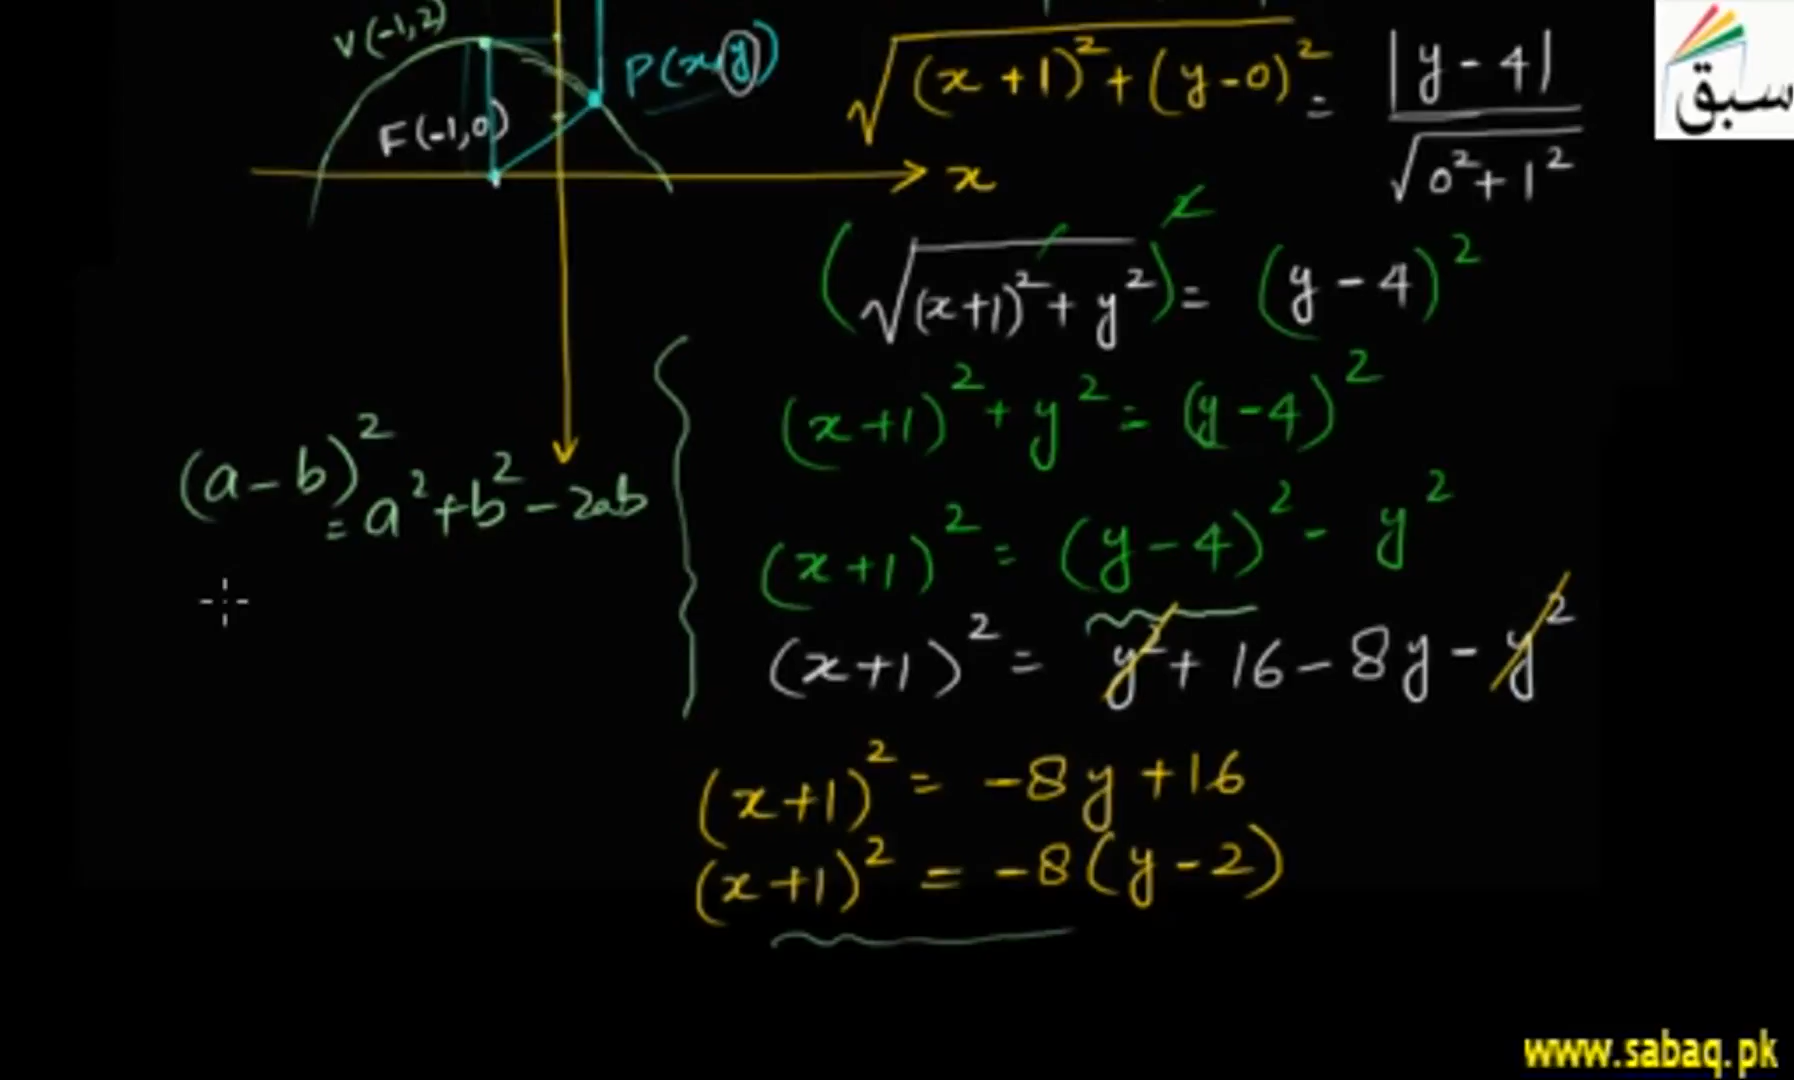 V(-1,2)
P(x,y)
F(-1,0)
x
√((x+1)²+(y-0)²) = |y-4| / √(0²+1²)
(√((x+1)²+y²))² = (y-4)²
(x+1)²+y² = (y-4)²
(a-b)²
= a²+b²-2ab
(x+1)² = (y-4)² - y²
(x+1)² = y²+16-8y-y²
(x+1)² = -8y+16
(x+1)² = -8(y-2)
سبق
www.sabaq.pk